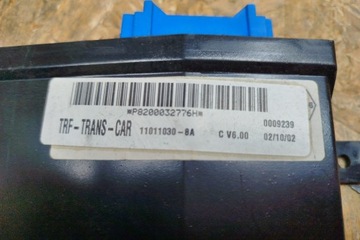 *P8200032776H*
0009239
TRF-TRANS-CAR 11011030-8A C V6.00 02/10/02